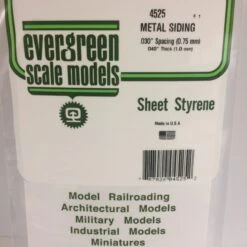 4525
METAL SIDING
.030" Spacing (0.75 mm)
.040" Thick (1.0 mm)
evergreen
scale models
Sheet Styrene
Made in U.S.A.
Model Railroading
Architectural Models
Military Models
Industrial Models
Miniatures